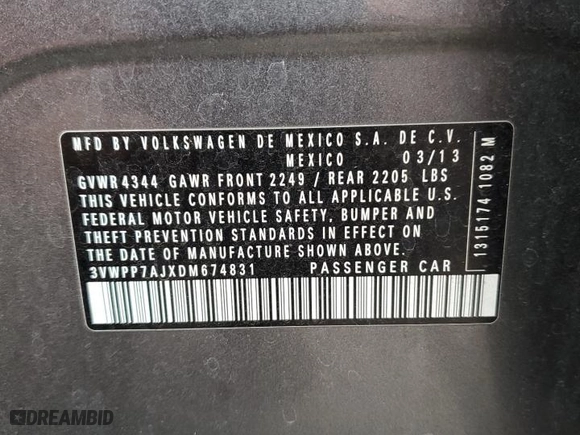 MFD BY VOLKSWAGEN DE MEXICO S.A. DE C.V.
MEXICO 03/13
GVWR 4344 GAWR FRONT 2249 / REAR 2205 LBS
THIS VEHICLE CONFORMS TO ALL APPLICABLE U.S.
FEDERAL MOTOR VEHICLE SAFETY, BUMPER AND
THEFT PREVENTION STANDARDS IN EFFECT ON
THE DATE OF MANUFACTURE SHOWN ABOVE.
3VWPP7AJXDM674831 PASSENGER CAR
1315174 1082 M
DREAMBID